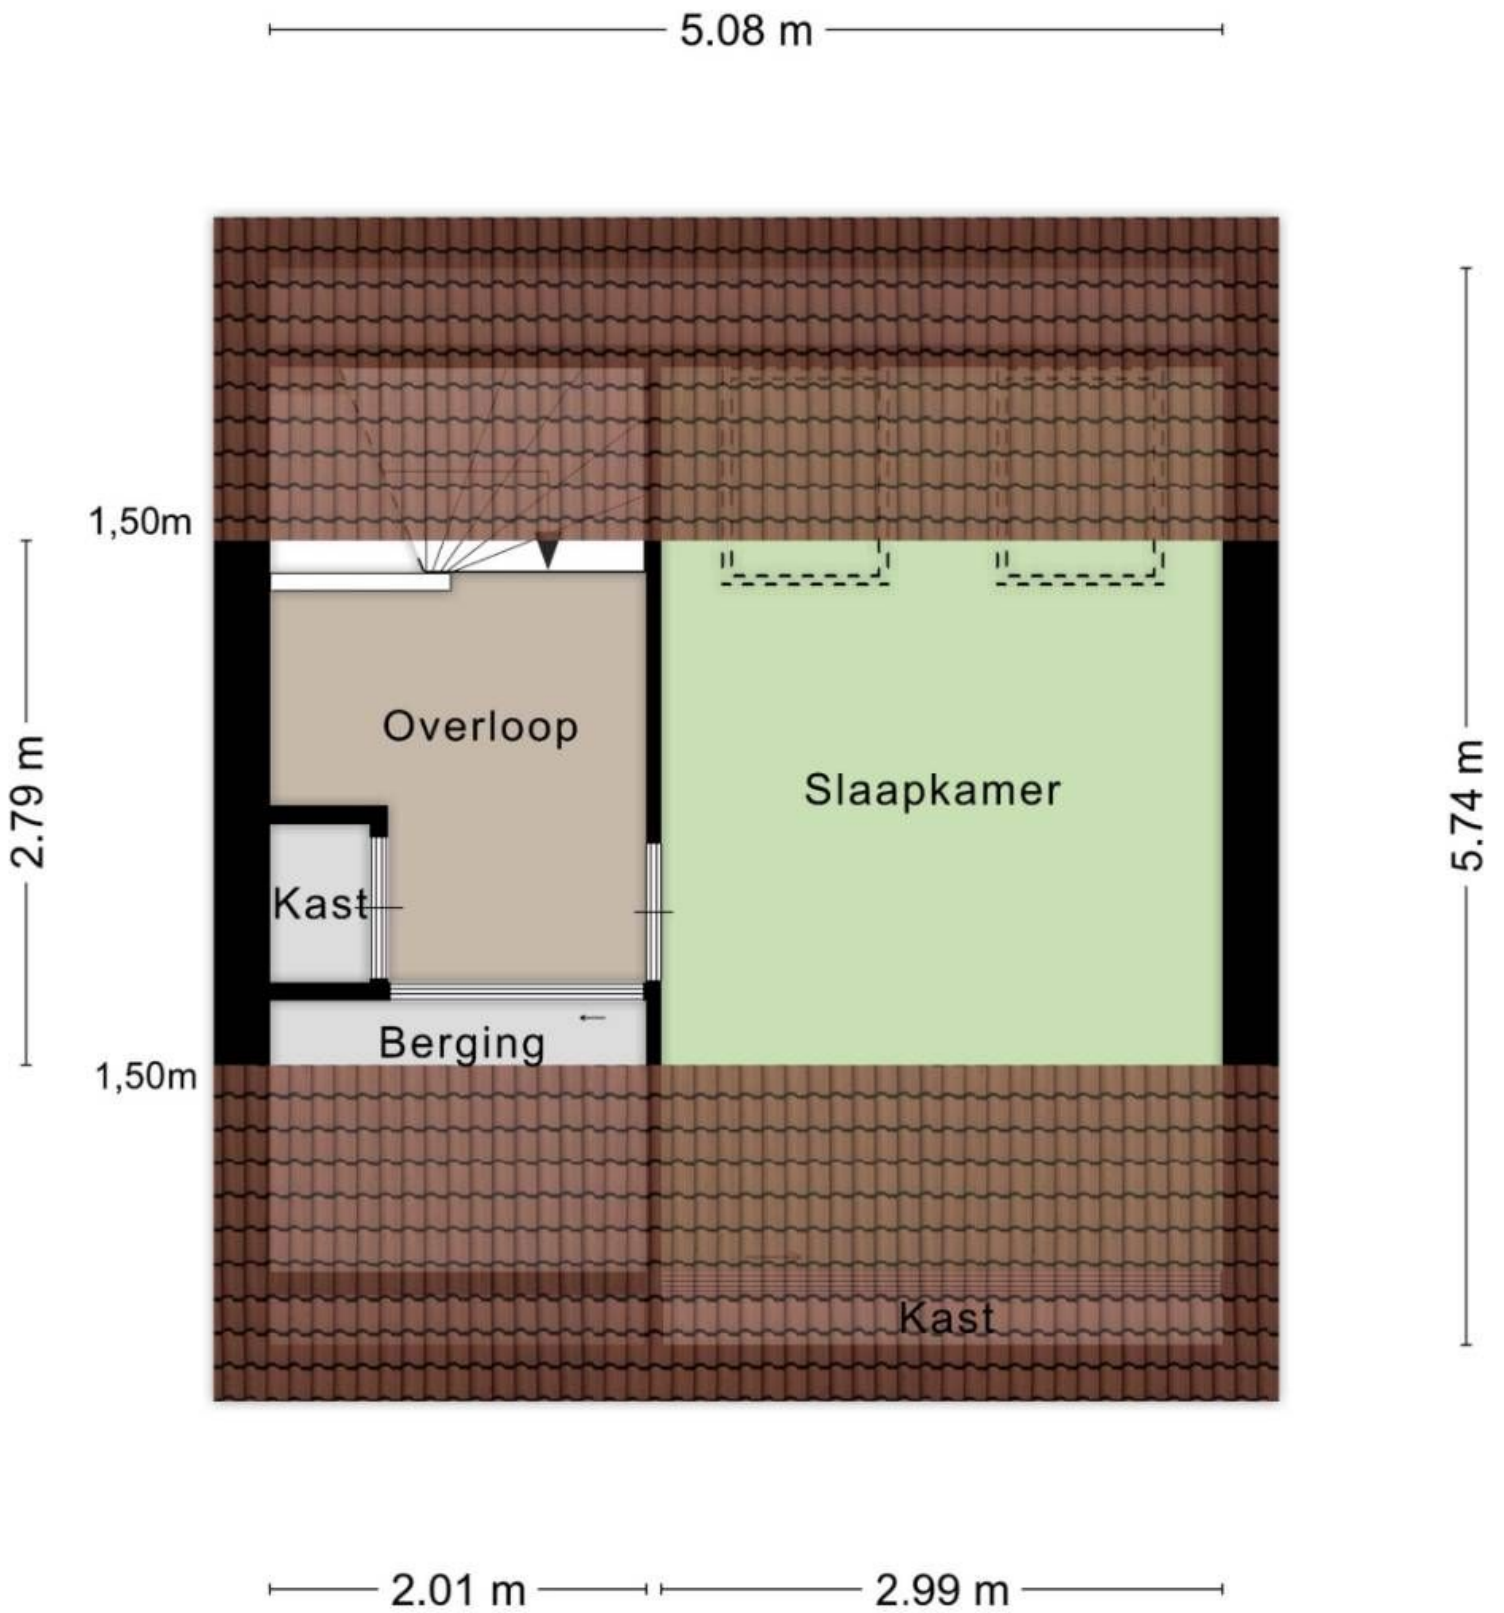 5.08 m
1,50m
Overloop
2.79 m
5.74 m
Slaapkamer
Kast
Berging
1,50m
Kast
2.01 m
2.99 m